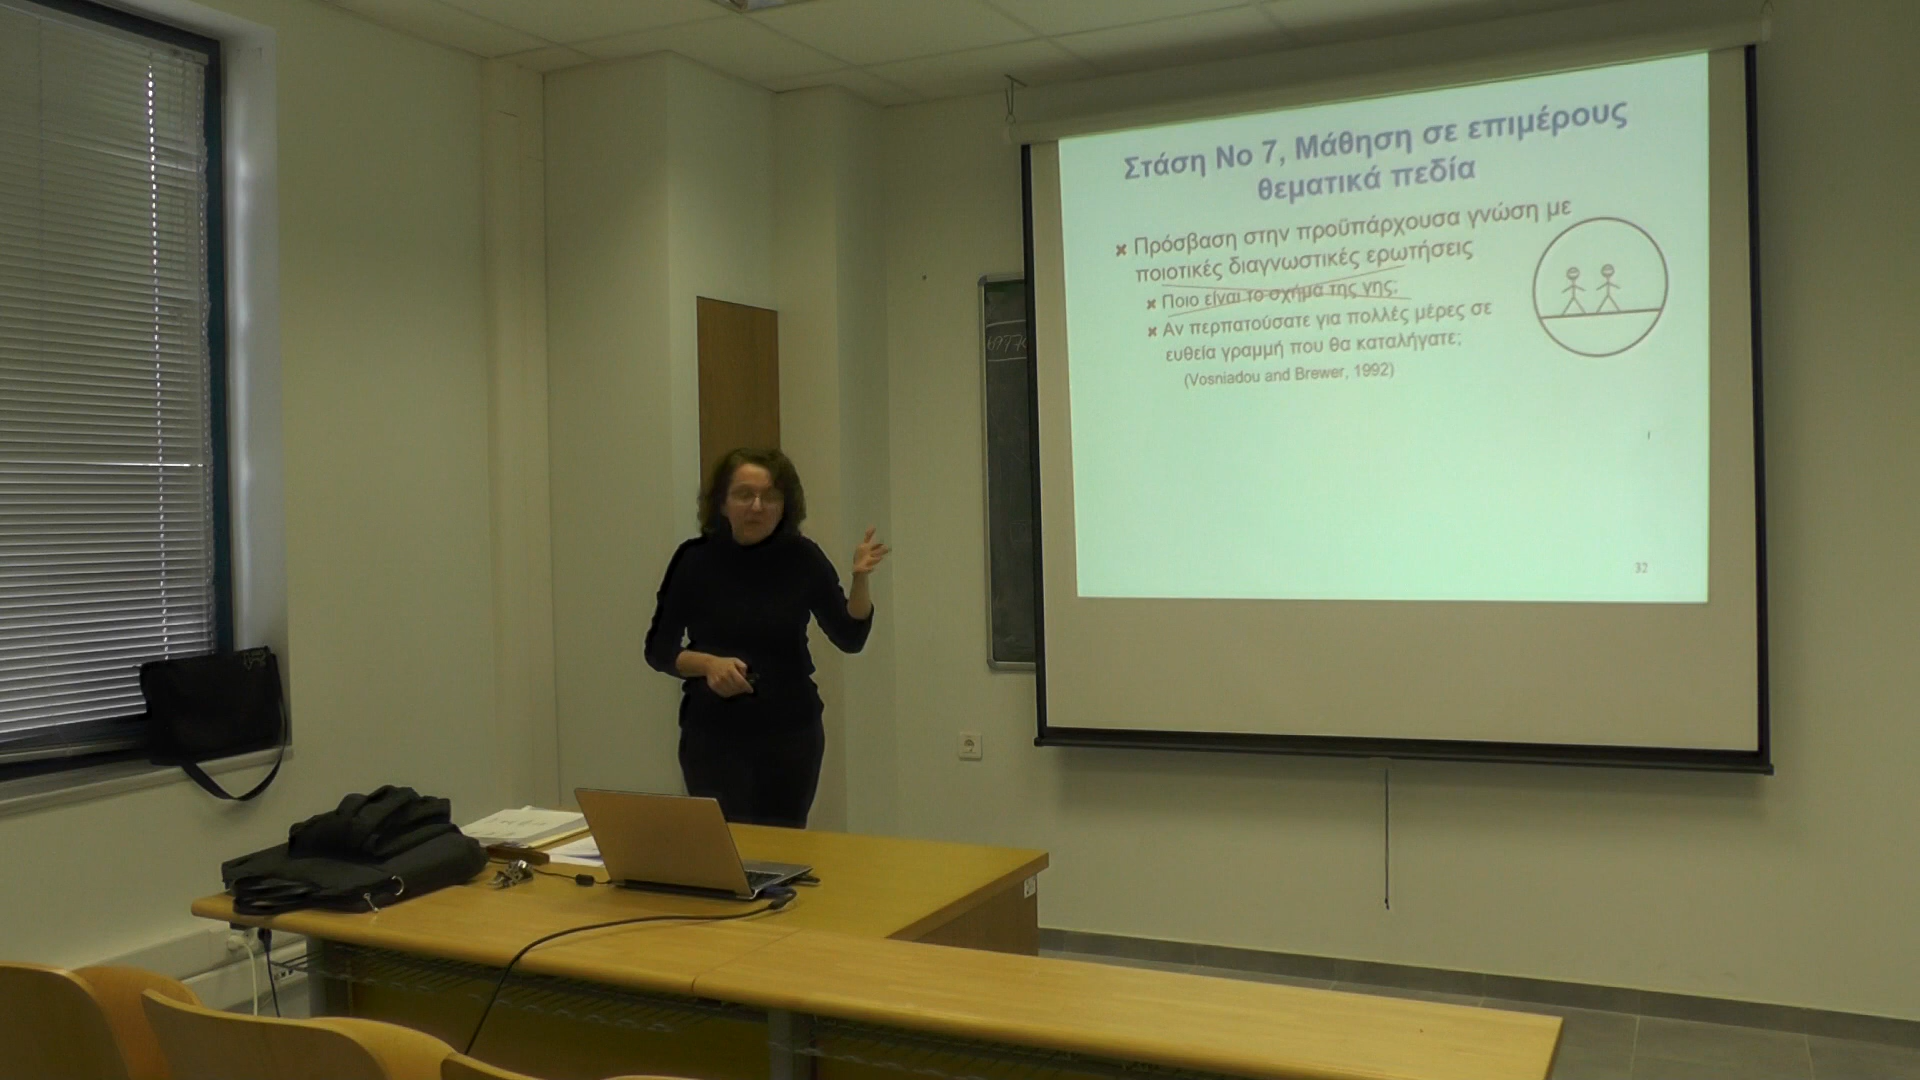 Στάση Νο 7, Μάθηση σε επιμέρους
θεματικά πεδία
Πρόσβαση στην προϋπάρχουσα γνώση με
ποιοτικές διαγνωστικές ερωτήσεις
Ποιο είναι το σχήμα της γης;
Αν περπατούσατε για πολλές μέρες σε
ευθεία γραμμή που θα καταλήγατε;
(Vosniadou and Brewer, 1992)
32